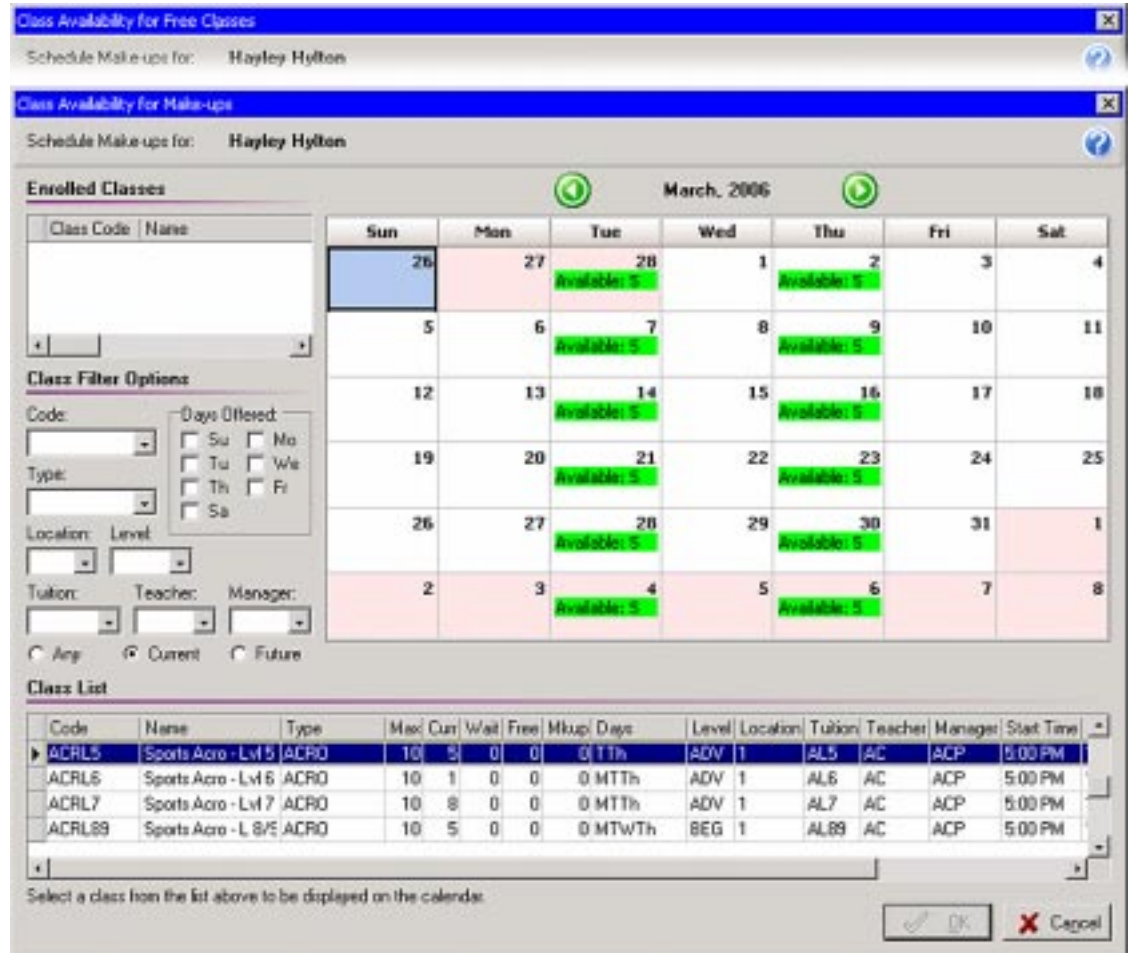 Class Availability for Free Classes
Schedule Make-ups for: Hayley Hylton
Class Availability for Make-ups
Schedule Make-ups for: Hayley Hylton
Enrolled Classes
March, 2006
Class Code Name
Sun Mon Tue Wed Thu Fri Sat
26 27 28 1 2 3 4
Available: 5 Available: 5
5 6 7 8 9 10 11
Available: 5 Available: 5
12 13 14 15 16 17 18
Available: 5 Available: 5
19 20 21 22 23 24 25
Available: 5 Available: 5
26 27 28 29 30 31 1
Available: 5 Available: 5
2 3 4 5 6 7 8
Available: 5 Available: 5
Class Filter Options
Code: Days Offered:
Su Mo
Tu We
Type:
Th Fr
Sa
Location: Level:
Tuition: Teacher: Manager:
Any Current Future
Class List
Code Name Type Max Curr Wait Free Mkup Days Level Location Tuition Teacher Manager Start Time
ACRL5 Sports Acro - Lvl 5 ACRO 10 5 0 0 0 TTh ADV 1 AL5 AC ACP 5:00 PM
ACRL6 Sports Acro - Lvl 6 ACRO 10 1 0 0 0 MTTh ADV 1 AL6 AC ACP 5:00 PM
ACRL7 Sports Acro - Lvl 7 ACRO 10 8 0 0 0 MTTh ADV 1 AL7 AC ACP 5:00 PM
ACRL89 Sports Acro - L 8/9 ACRO 10 5 0 0 0 MTWTh BEG 1 AL89 AC ACP 5:00 PM
Select a class from the list above to be displayed on the calendar.
OK Cancel